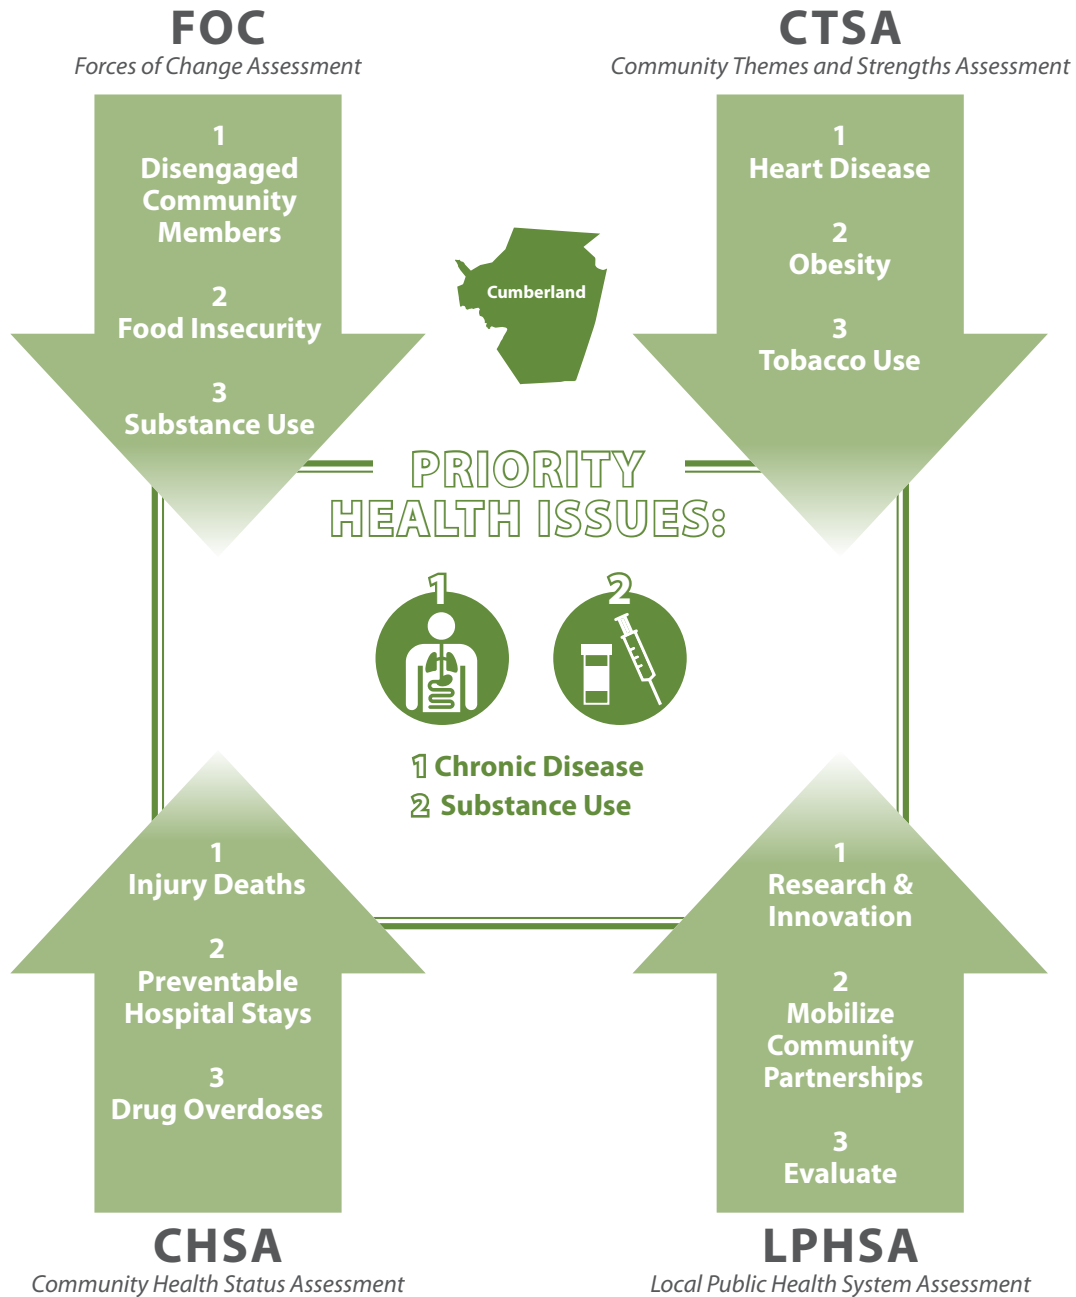 FOC
Forces of Change Assessment
1
Disengaged
Community
Members
2
Food Insecurity
3
Substance Use
CTSA
Community Themes and Strengths Assessment
1
Heart Disease
2
Obesity
3
Tobacco Use
Cumberland
PRIORITY
HEALTH ISSUES:
1
2
1 Chronic Disease
2 Substance Use
1
Injury Deaths
2
Preventable
Hospital Stays
3
Drug Overdoses
CHSA
Community Health Status Assessment
1
Research &
Innovation
2
Mobilize
Community
Partnerships
3
Evaluate
LPHSA
Local Public Health System Assessment